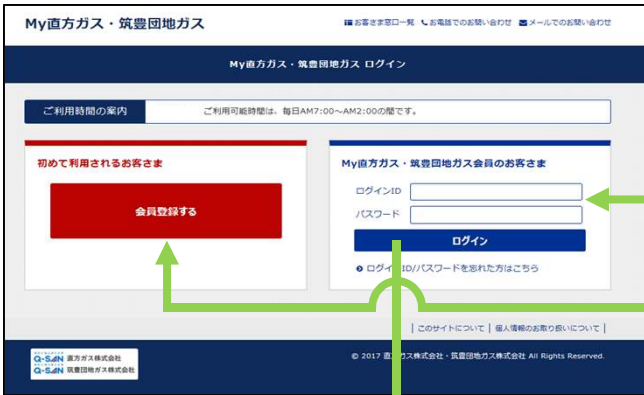 My直方ガス・筑豊団地ガス
お客さま窓口一覧 お電話でのお問い合わせ メールでのお問い合わせ
My直方ガス・筑豊団地ガス ログイン
ご利用時間の案内 ご利用可能時間は、毎日AM7:00～AM2:00の間です。
初めて利用されるお客さま
会員登録する
My直方ガス・筑豊団地ガス会員のお客さま
ログインID
パスワード
ログイン
ログインID/パスワードを忘れた方はこちら
このサイトについて 個人情報のお取り扱いについて
Q-SAN 直方ガス株式会社
Q-SAN 筑豊団地ガス株式会社
© 2017 直方ガス株式会社・筑豊団地ガス株式会社 All Rights Reserved.